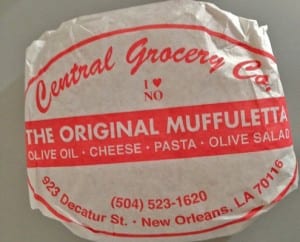 Central Grocery Co.
I ♥
NO
THE ORIGINAL MUFFULETTA
OLIVE OIL · CHEESE · PASTA · OLIVE SALAD
(504) 523-1620
923 Decatur St. · New Orleans, LA 70116